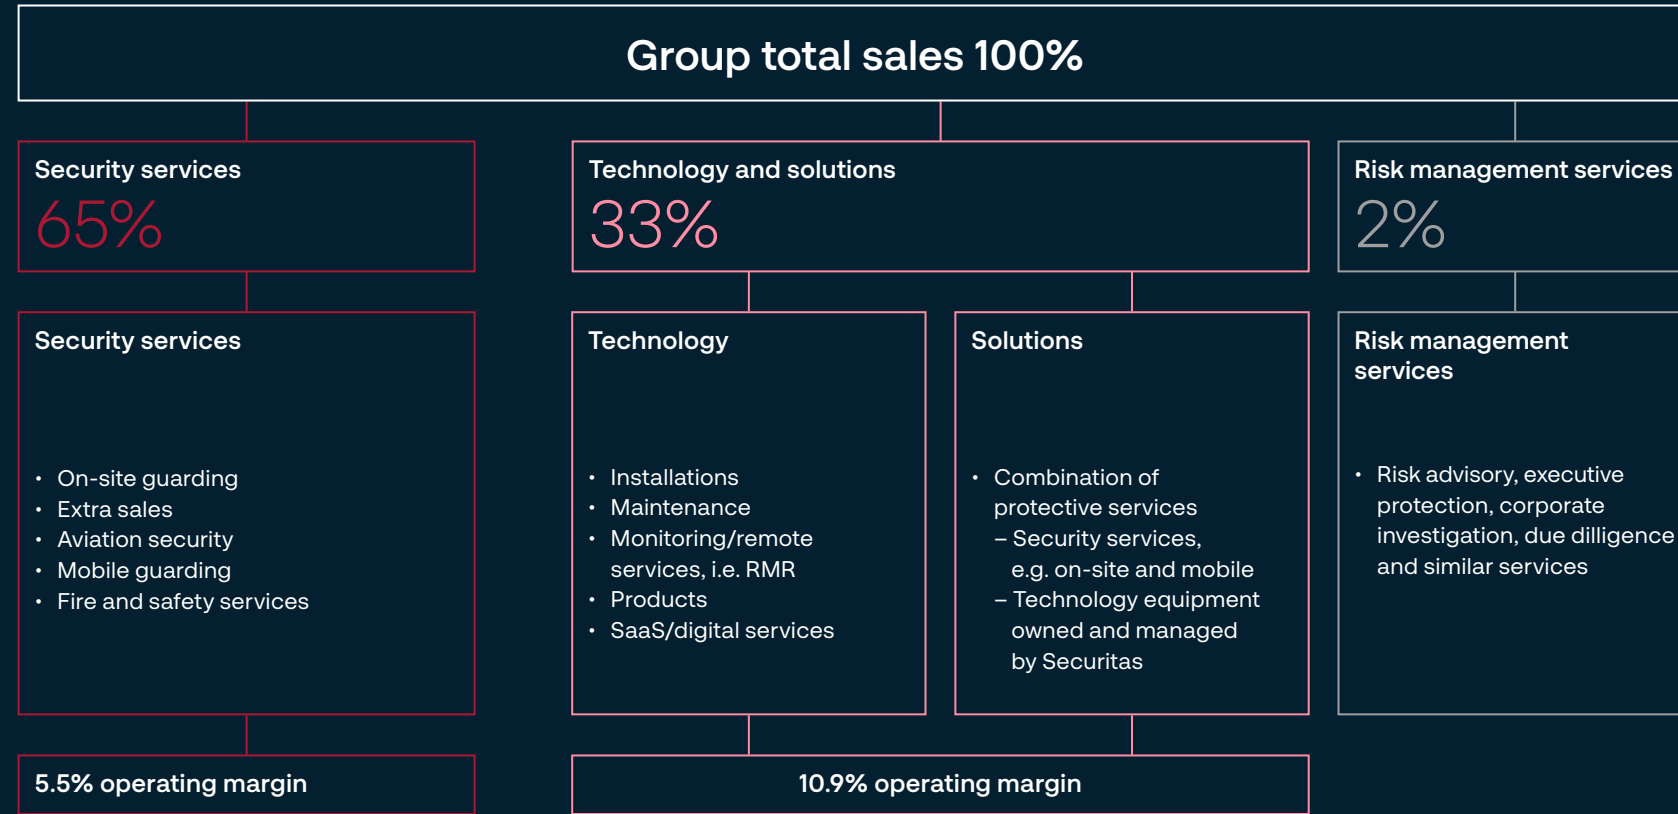 Group total sales 100%
Security services
65%
Technology and solutions
33%
Risk management services
2%
Security services
• On-site guarding
• Extra sales
• Aviation security
• Mobile guarding
• Fire and safety services
Technology
• Installations
• Maintenance
• Monitoring/remote
services, i.e. RMR
• Products
• SaaS/digital services
Solutions
• Combination of
protective services
– Security services,
e.g. on-site and mobile
– Technology equipment
owned and managed
by Securitas
Risk management
services
• Risk advisory, executive
protection, corporate
investigation, due dilligence
and similar services
5.5% operating margin
10.9% operating margin